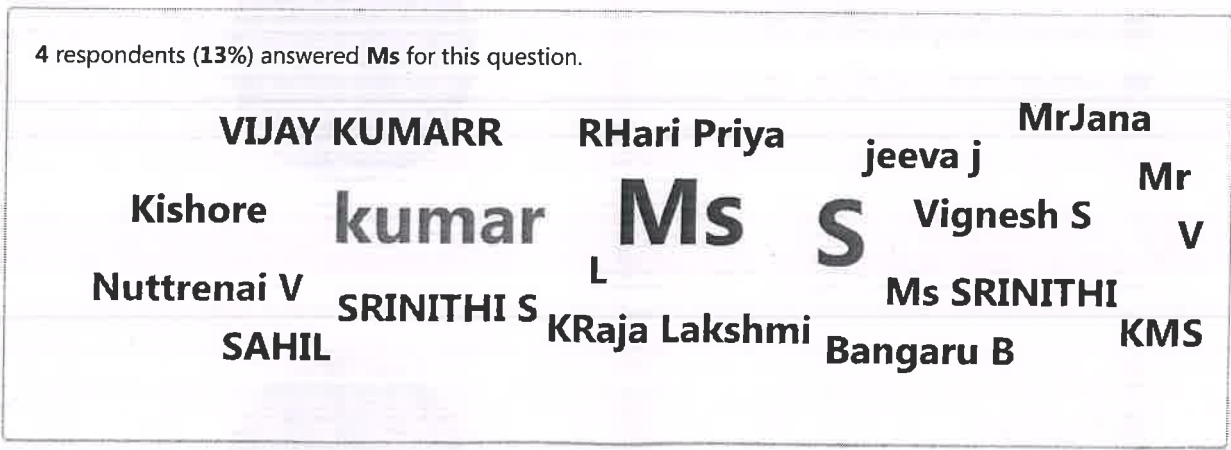 4 respondents (13%) answered Ms for this question.
VIJAY KUMARR
RHari Priya
jeeva j
MrJana
Mr
Kishore
kumar
Ms
S
Vignesh S
V
L
Nuttrenai V
SRINITHI S
Ms SRINITHI
SAHIL
KRaja Lakshmi
Bangaru B
KMS